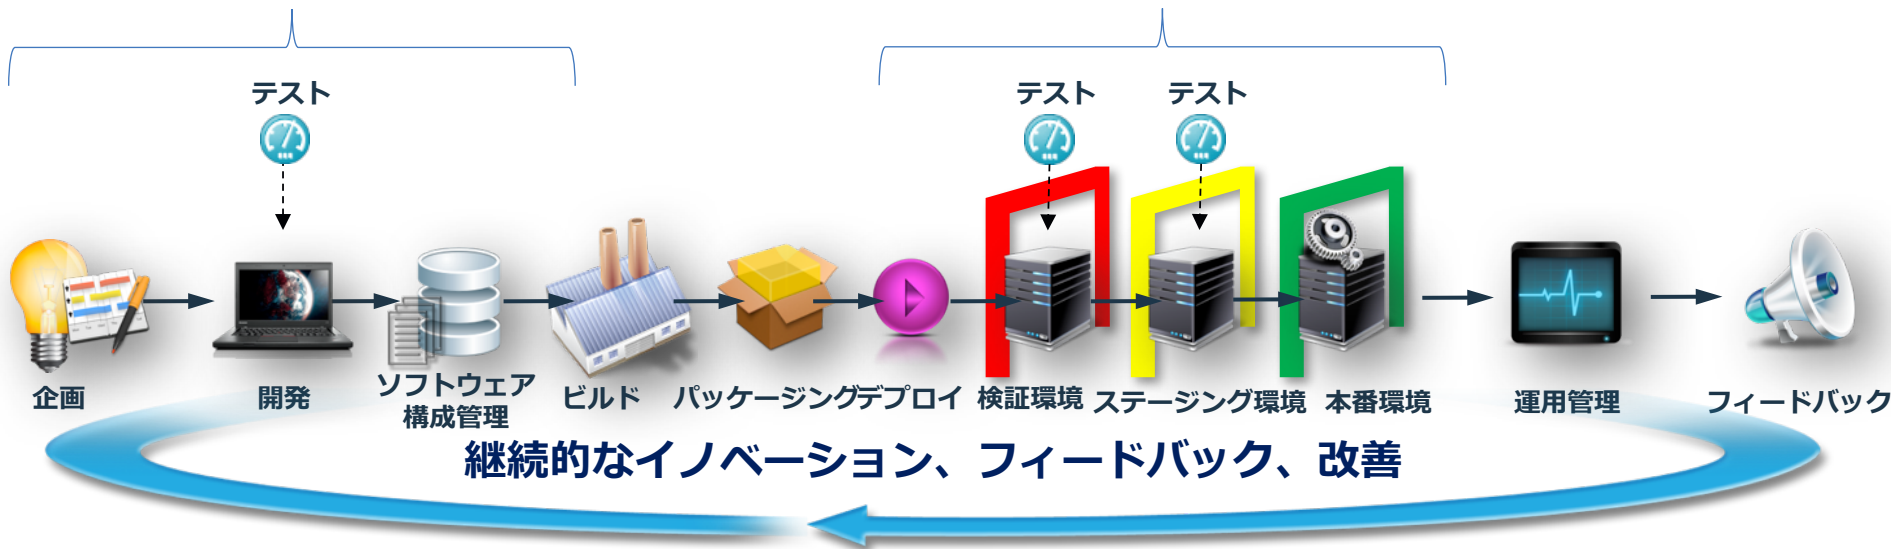 テスト
テスト
テスト
企画
開発
ソフトウェア
構成管理
ビルド
パッケージング
デプロイ
検証環境
ステージング環境
本番環境
運用管理
フィードバック
継続的なイノベーション、フィードバック、改善